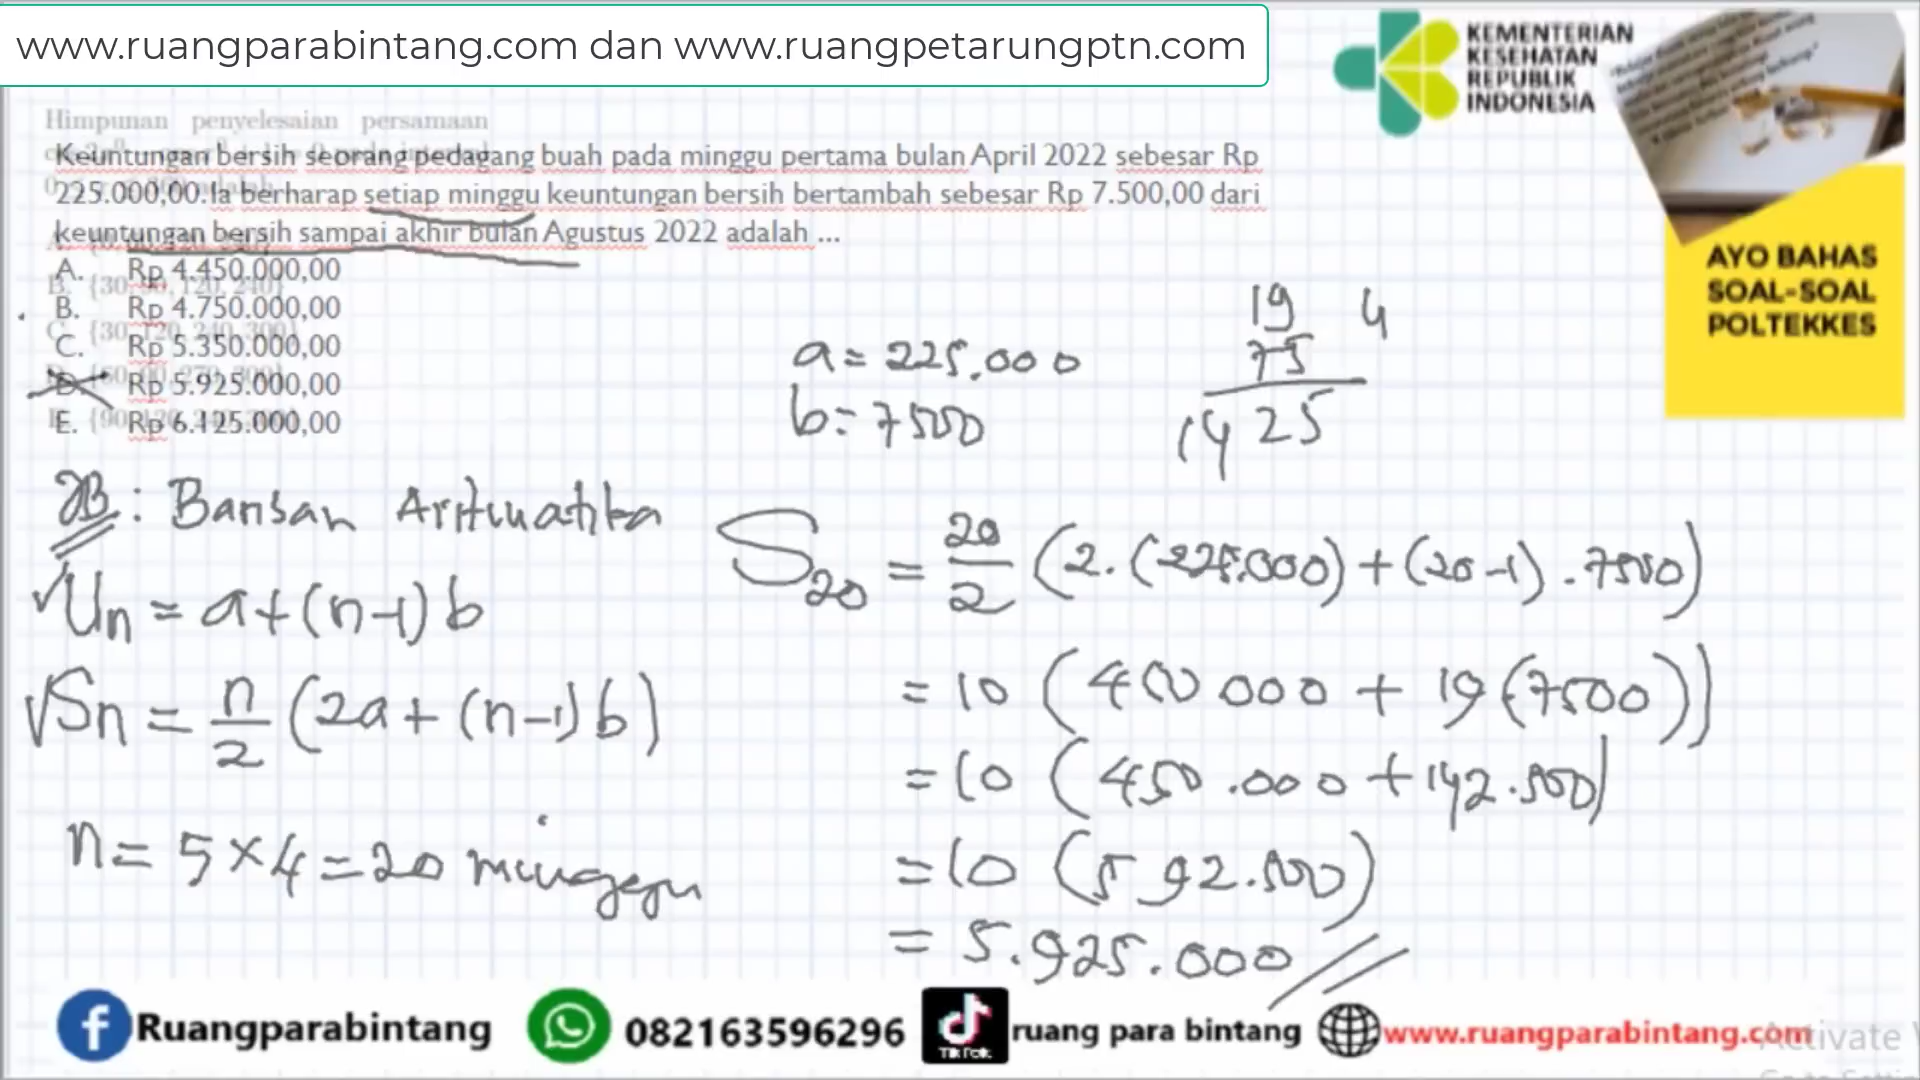 www.ruangparabintang.com dan www.ruangpetarungptn.com
KEMENTERIAN
KESEHATAN
REPUBLIK
INDONESIA
Himpunan penyelesaian persamaan
Keuntungan bersih seorang pedagang buah pada minggu pertama bulan April 2022 sebesar Rp
225.000,00.Ia berharap setiap minggu keuntungan bersih bertambah sebesar Rp 7.500,00 dari
keuntungan bersih sampai akhir bulan Agustus 2022 adalah ...
A. Rp 4.450.000,00
B. Rp 4.750.000,00
C. Rp 5.350.000,00
D. Rp 5.925.000,00
E. Rp 6.125.000,00
AYO BAHAS
SOAL-SOAL
POLTEKKES
a = 225.000
b = 7500
19 4
75
1425
JB : Barisan Aritmatika
Un = a + (n-1) b
Sn = n/2 (2a + (n-1) b)
n = 5 x 4 = 20 minggu
S20 = 20/2 (2.(225.000) + (20-1) . 7500)
= 10 (450 000 + 19 (7500))
= 10 (450.000 + 142.500)
= 10 (592.500)
= 5.925.000
Ruangparabintang
082163596296
TikTok
ruang para bintang
www.ruangparabintang.com